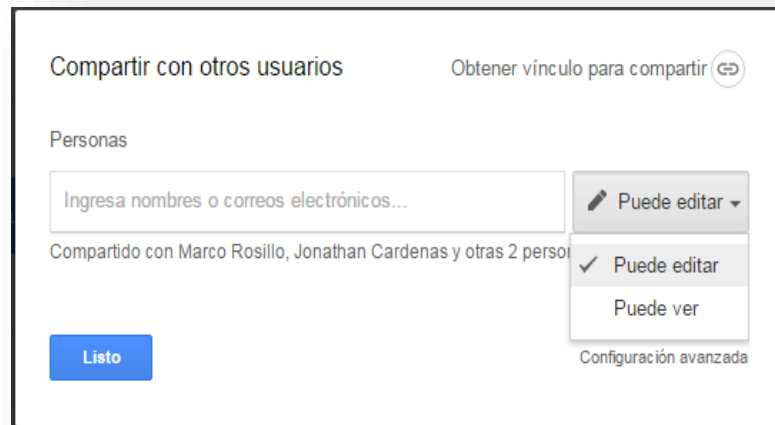 Compartir con otros usuarios
Obtener vínculo para compartir
Personas
Ingresa nombres o correos electrónicos...
Puede editar
Compartido con Marco Rosillo, Jonathan Cardenas y otras 2
Puede editar
Puede ver
Listo
Configuración avanzada